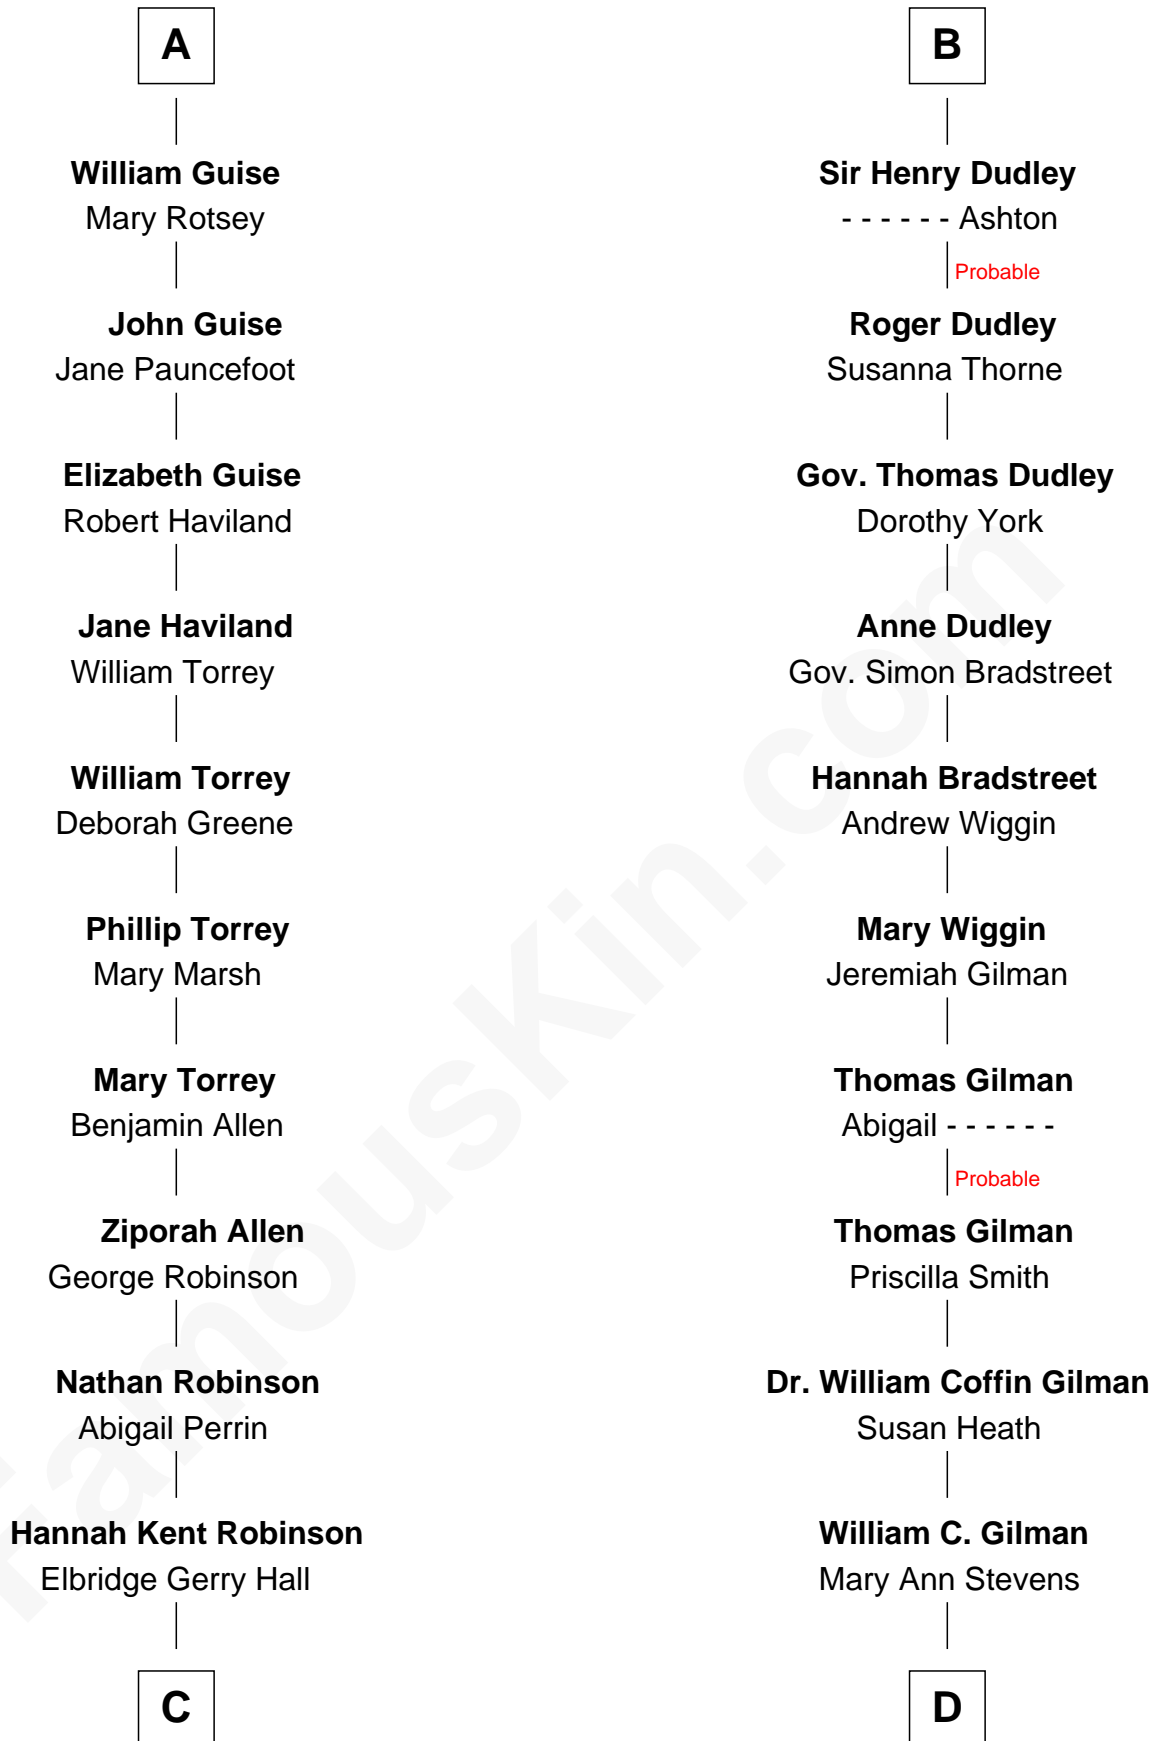 A
William Guise
Mary Rotsey
John Guise
Jane Pauncefoot
Elizabeth Guise
Robert Haviland
Jane Haviland
William Torrey
William Torrey
Deborah Greene
Phillip Torrey
Mary Marsh
Mary Torrey
Benjamin Allen
Ziporah Allen
George Robinson
Nathan Robinson
Abigail Perrin
Hannah Kent Robinson
Elbridge Gerry Hall
C
B
Sir Henry Dudley
- - - - - - Ashton
Probable
Roger Dudley
Susanna Thorne
Gov. Thomas Dudley
Dorothy York
Anne Dudley
Gov. Simon Bradstreet
Hannah Bradstreet
Andrew Wiggin
Mary Wiggin
Jeremiah Gilman
Thomas Gilman
Abigail - - - - - -
Probable
Thomas Gilman
Priscilla Smith
Dr. William Coffin Gilman
Susan Heath
William C. Gilman
Mary Ann Stevens
D
famouskin.com